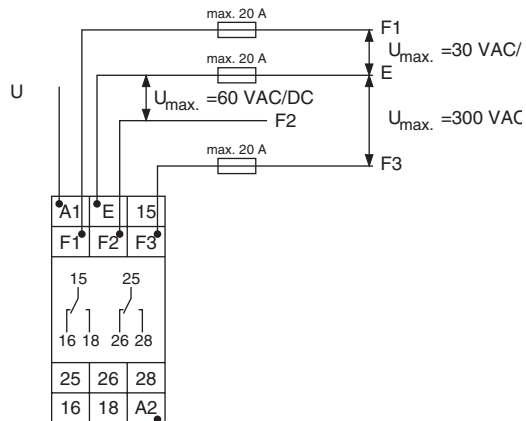 max. 20 A
F1
Umax. =30 VAC/
max. 20 A
E
U
Umax. =60 VAC/DC
F2
Umax. =300 VAC
max. 20 A
F3
A1 E 15
F1 F2 F3
15 25
16 18 26 28
25 26 28
16 18 A2